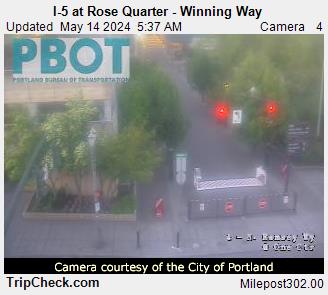 I-5 at Rose Quarter - Winning Way
Updated May 14 2024 5:37 AM Camera 4
PBOT
PORTLAND BUREAU OF TRANSPORTATION
Camera courtesy of the City of Portland
TripCheck.com Milepost302.00